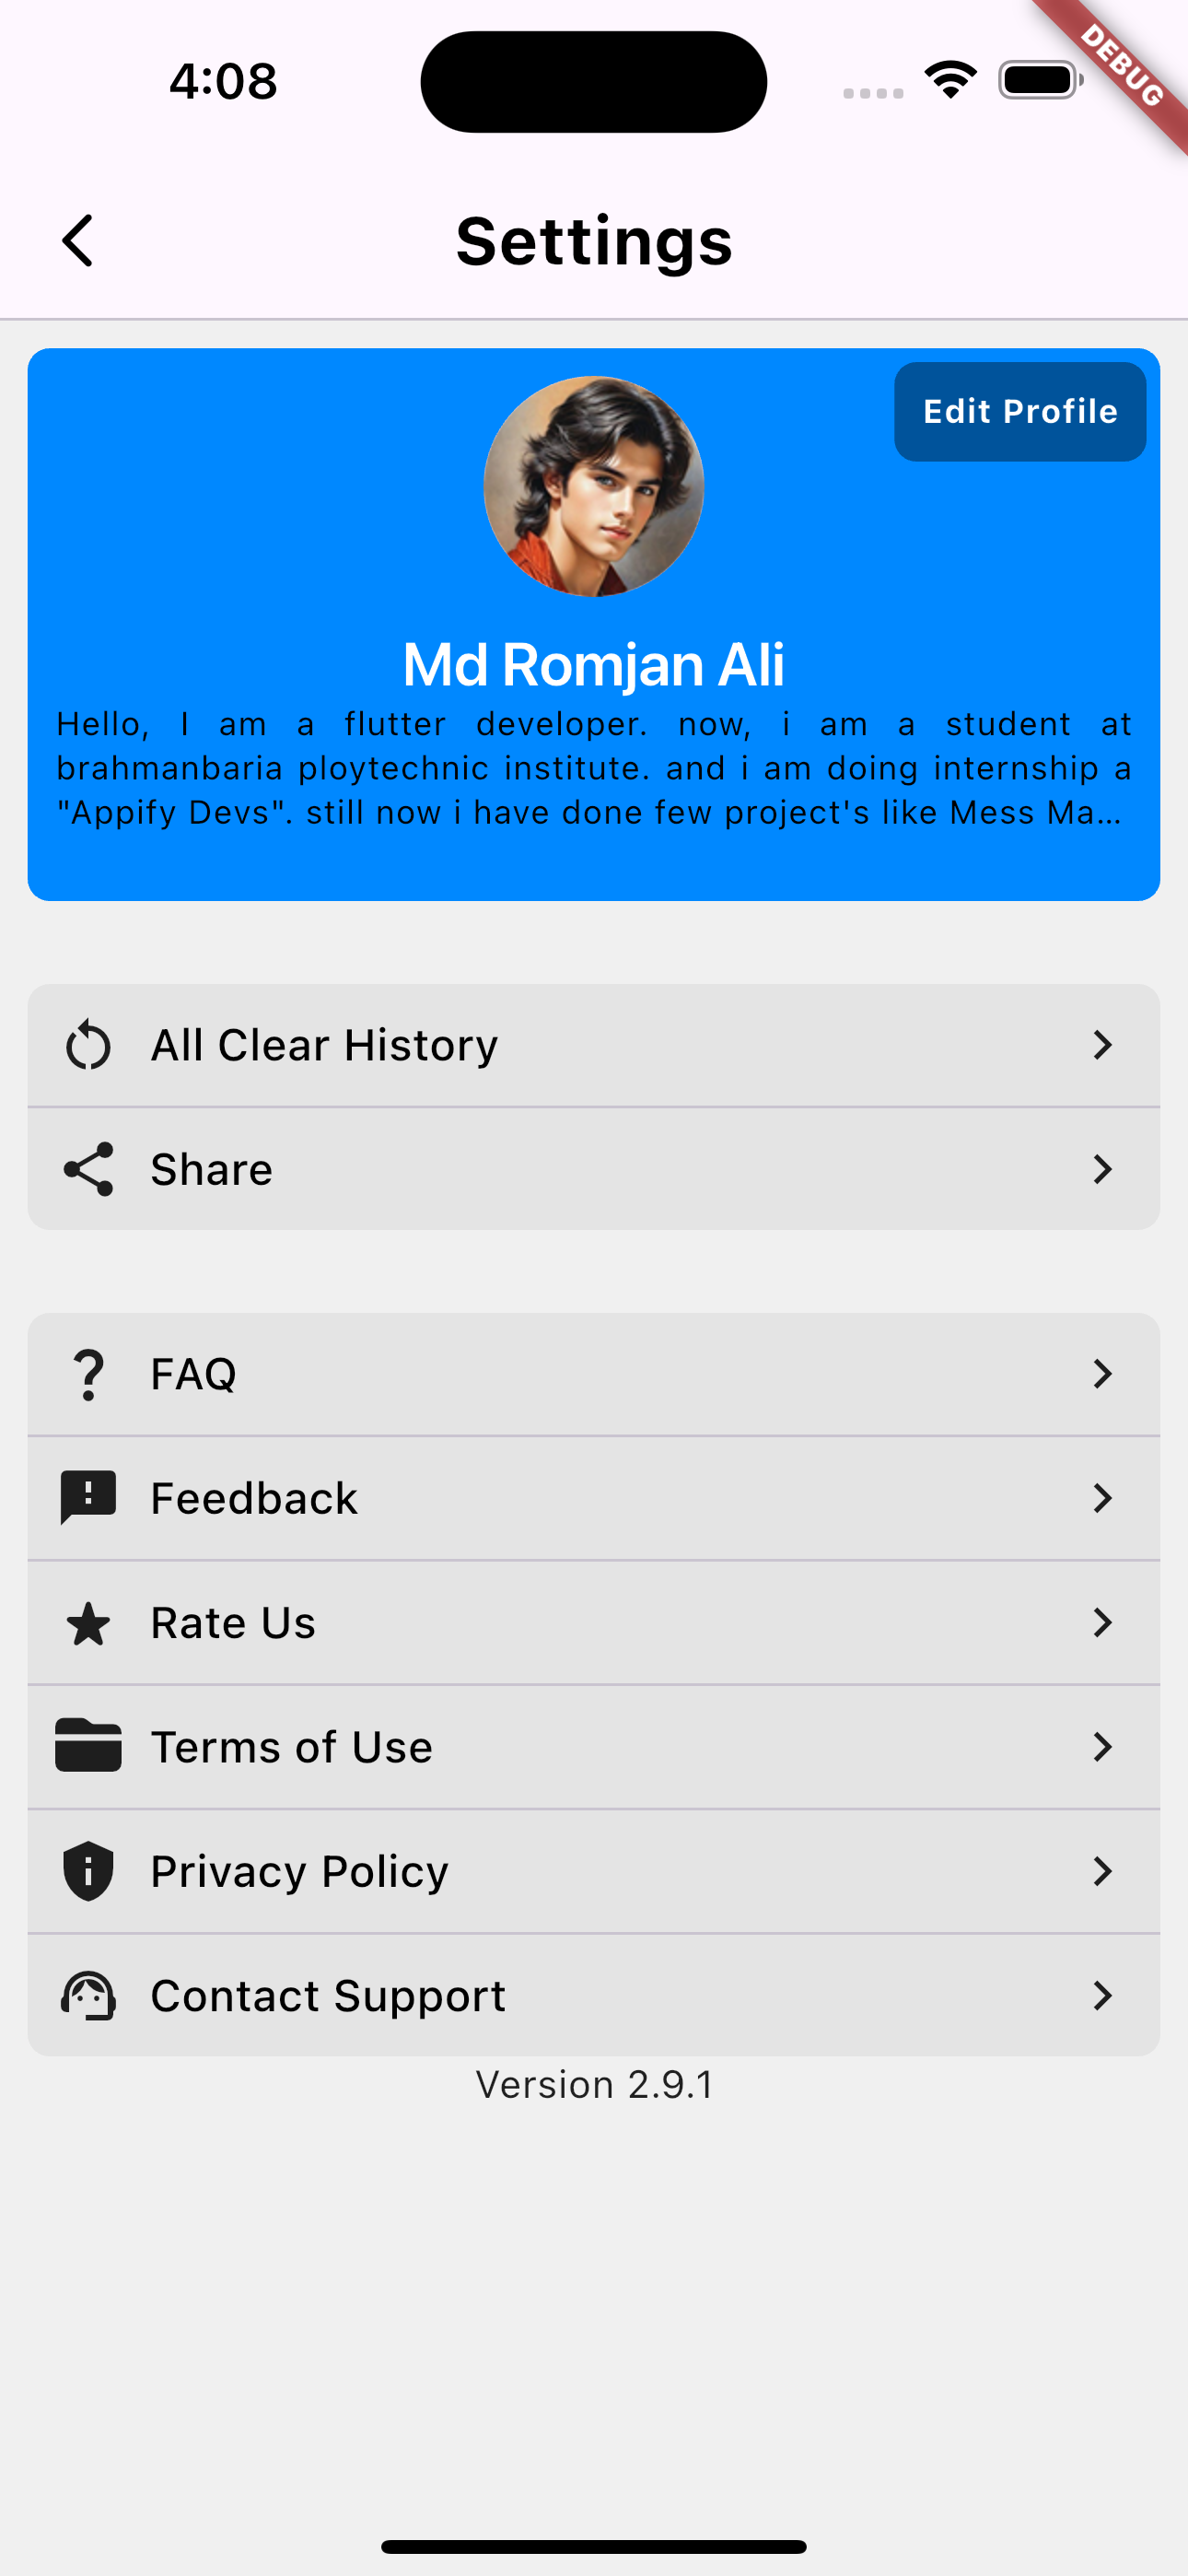 4:08
DEBUG
Settings
Edit Profile
Md Romjan Ali
Hello, I am a flutter developer. now, i am a student at
brahmanbaria ploytechnic institute. and i am doing internship a
"Appify Devs". still now i have done few project's like Mess Ma...
All Clear History
Share
FAQ
Feedback
Rate Us
Terms of Use
Privacy Policy
Contact Support
Version 2.9.1